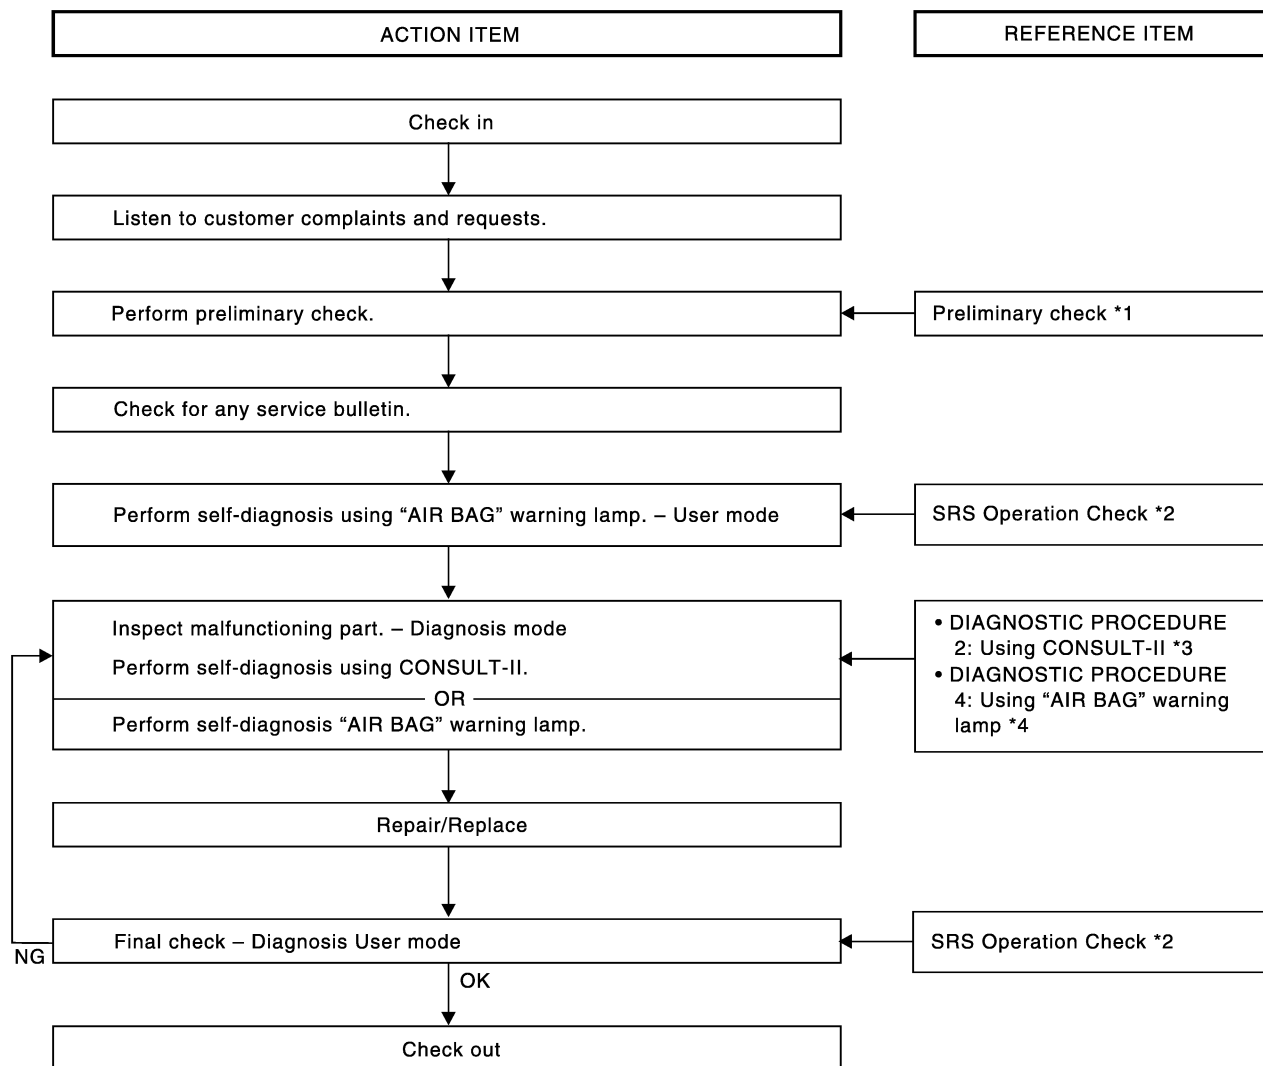 ACTION ITEM
REFERENCE ITEM
Check in
Listen to customer complaints and requests.
Perform preliminary check.
Preliminary check *1
Check for any service bulletin.
Perform self-diagnosis using “AIR BAG” warning lamp. – User mode
SRS Operation Check *2
Inspect malfunctioning part. – Diagnosis mode
Perform self-diagnosis using CONSULT-II.
OR
Perform self-diagnosis “AIR BAG” warning lamp.
• DIAGNOSTIC PROCEDURE
2: Using CONSULT-II *3
• DIAGNOSTIC PROCEDURE
4: Using “AIR BAG” warning
lamp *4
Repair/Replace
Final check – Diagnosis User mode
SRS Operation Check *2
NG
OK
Check out